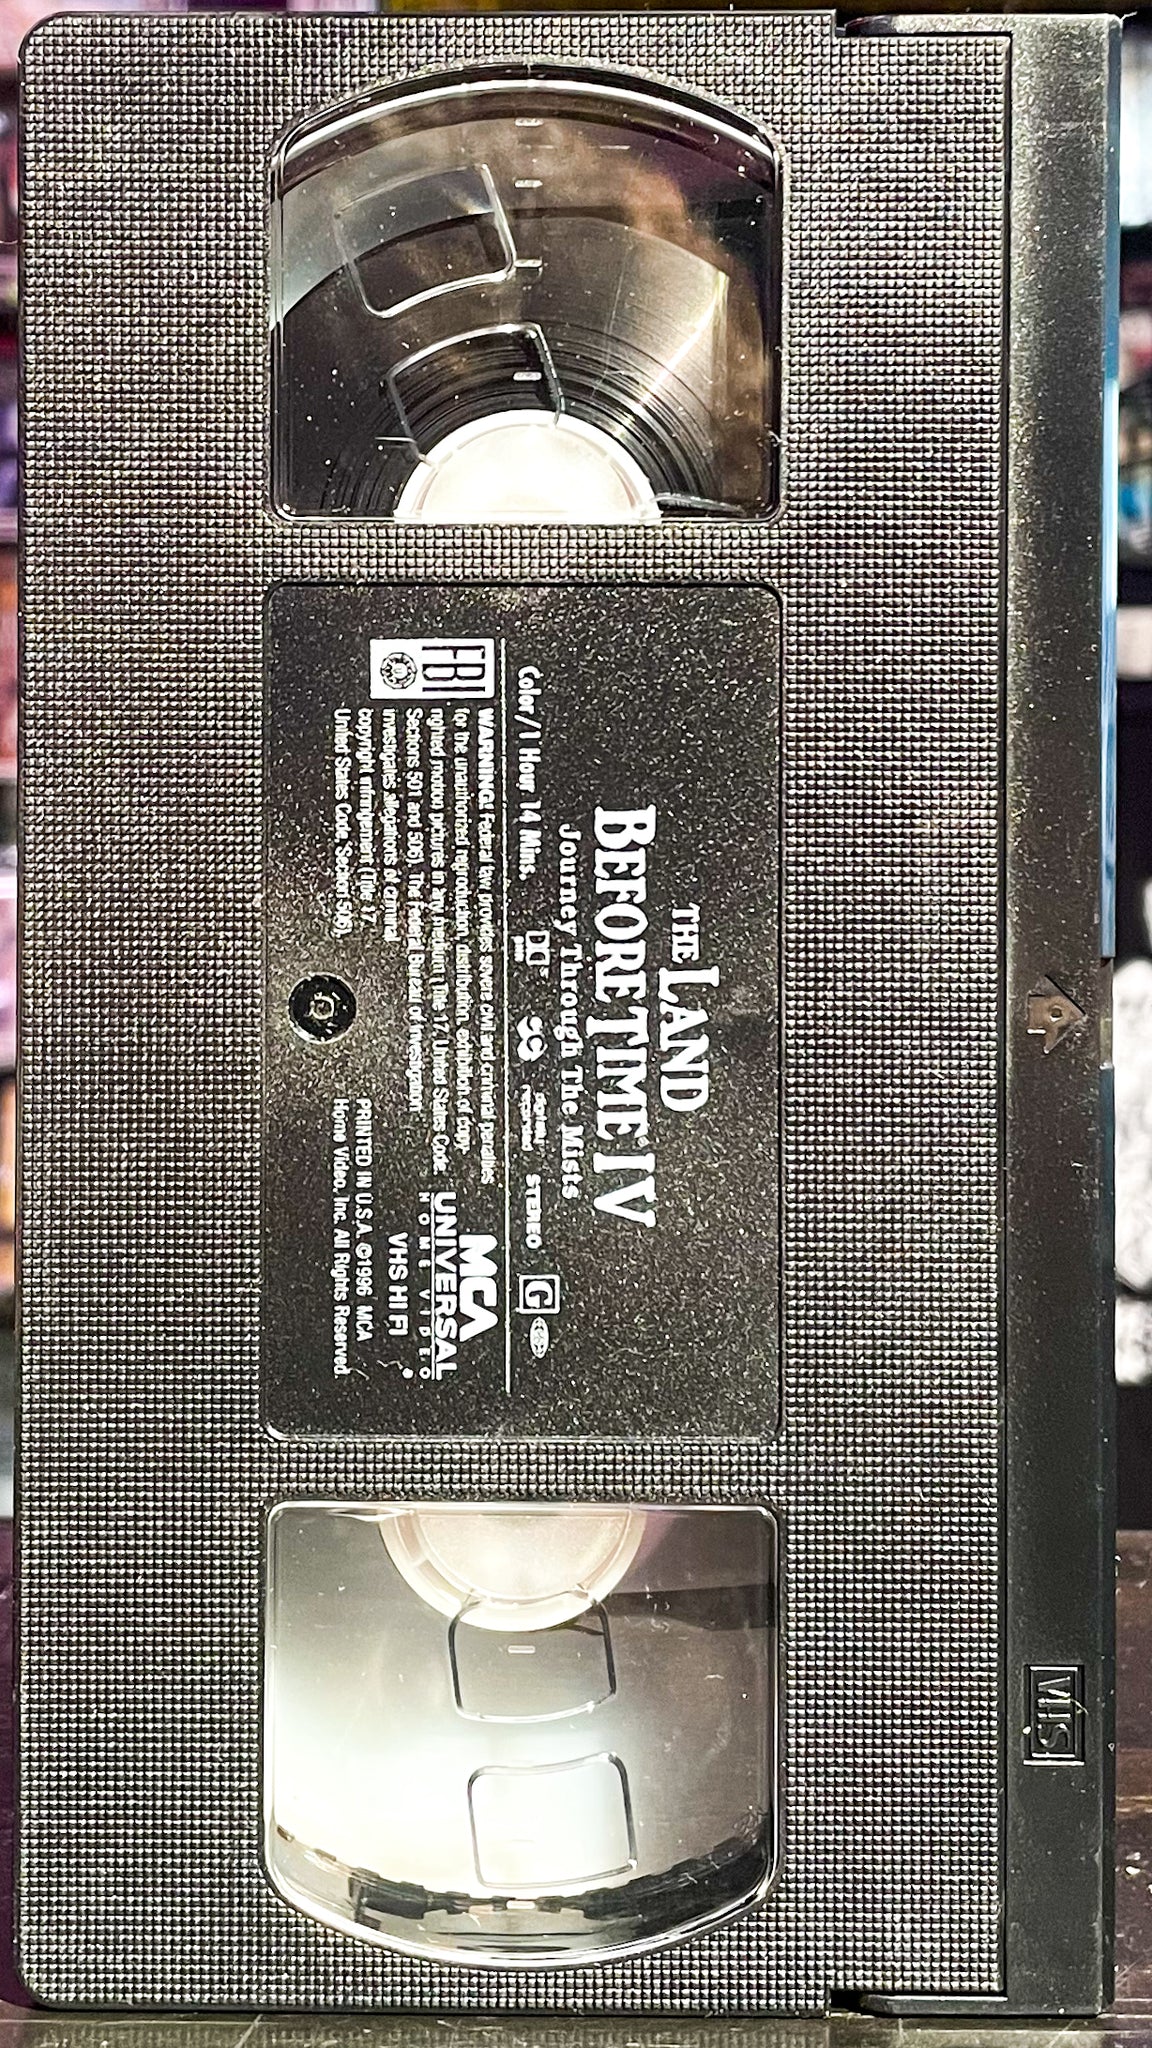 THE LAND
BEFORE TIME IV
Journey Through The Mists
Color/1 Hour 14 Mins.
CC
STEREO
G
FBI
WARNING! Federal law provides severe civil and criminal penalties
for the unauthorized reproduction, distribution, exhibition of copy-
righted motion pictures in any medium (Title 17, United States Code,
Sections 501 and 506). The Federal Bureau of Investigation
investigates allegations of criminal
copyright infringement (Title 17,
United States Code, Section 506).
MCA
UNIVERSAL
HOME VIDEO
VHS HI FI
PRINTED IN U.S.A. ©1996 MCA
Home Video, Inc. All Rights Reserved.
VHS